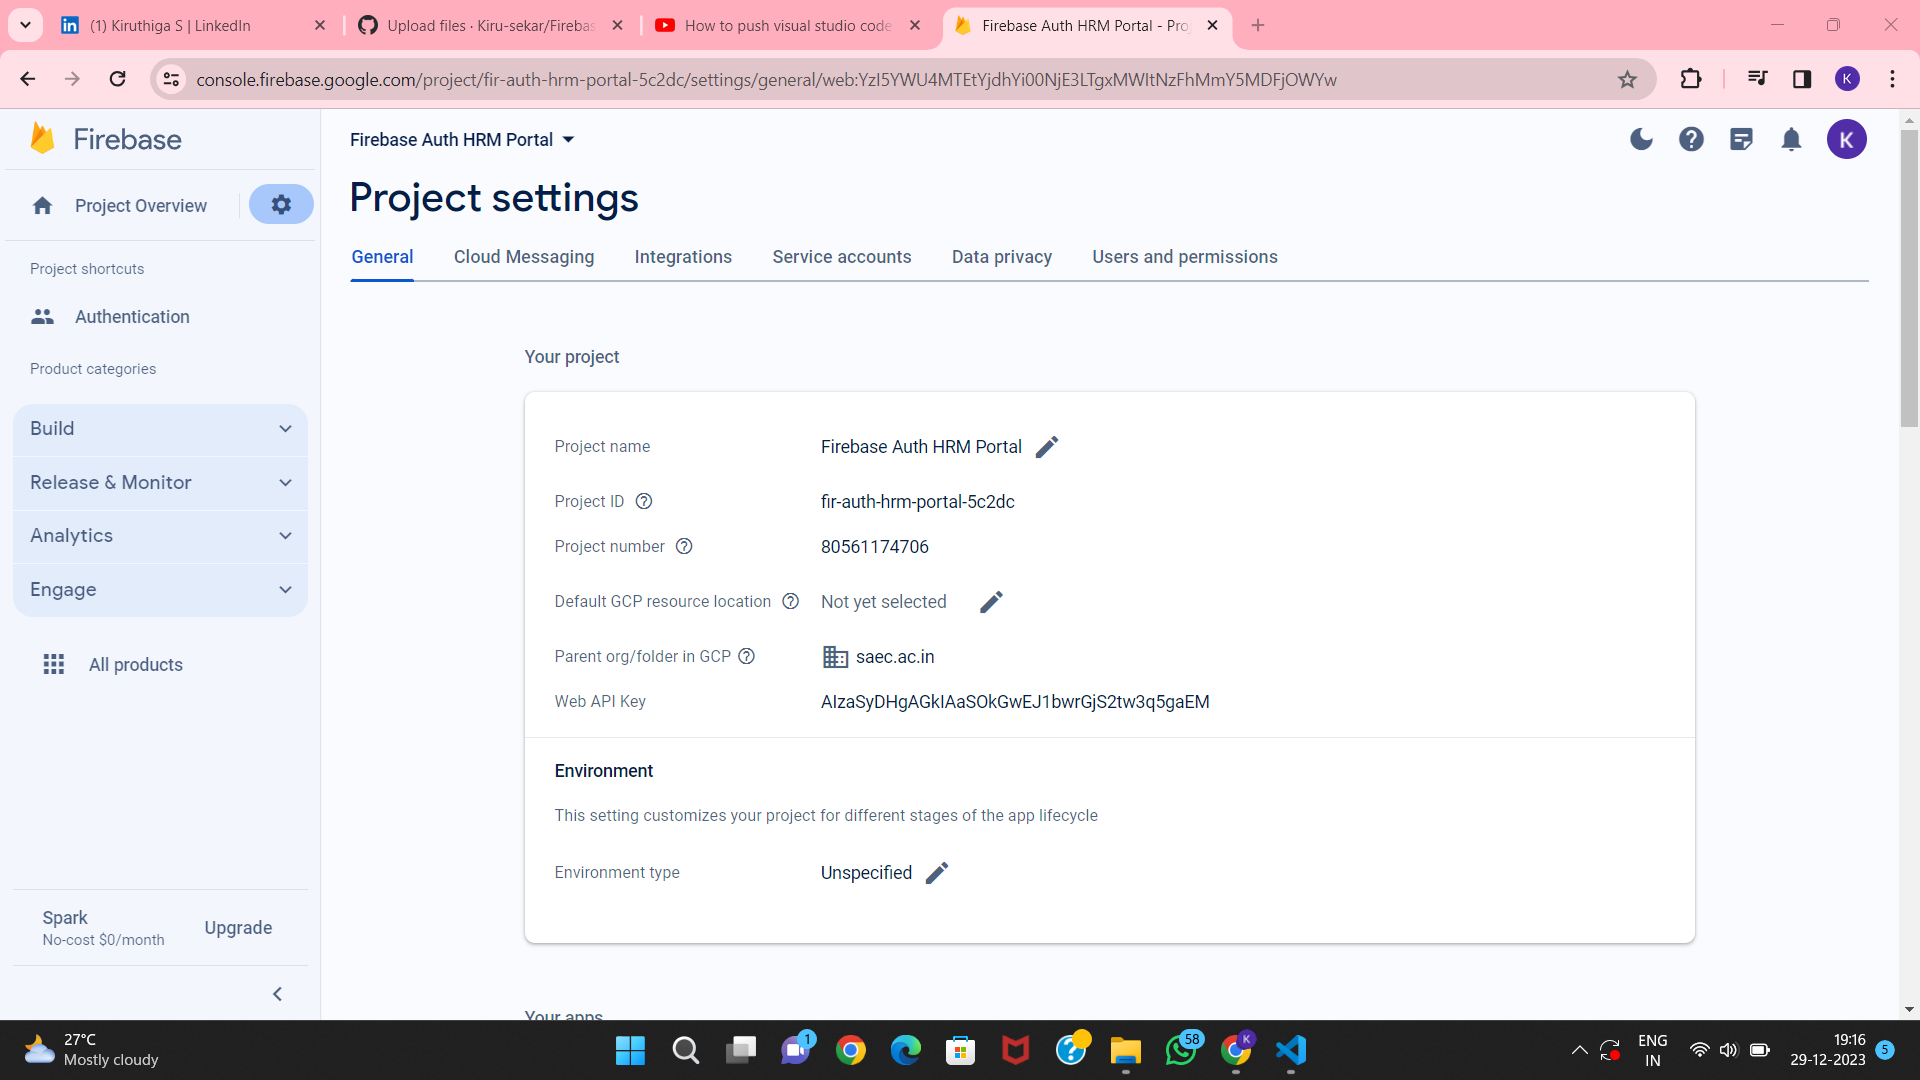 (1) Kiruthiga S | LinkedIn
Upload files · Kiru-sekar/Firebas
How to push visual studio code
Firebase Auth HRM Portal - Pro
console.firebase.google.com/project/fir-auth-hrm-portal-5c2dc/settings/general/web:YzI5YWU4MTEtYjdhYi00NjE3LTgxMWItNzFhMmY5MDFjOWYw
K
Firebase
Firebase Auth HRM Portal
K
Project Overview
Project settings
General
Cloud Messaging
Integrations
Service accounts
Data privacy
Users and permissions
Project shortcuts
Authentication
Product categories
Build
Release & Monitor
Analytics
Engage
All products
Spark
No-cost $0/month
Upgrade
Your project
Project name
Firebase Auth HRM Portal
Project ID
fir-auth-hrm-portal-5c2dc
Project number
80561174706
Default GCP resource location
Not yet selected
Parent org/folder in GCP
saec.ac.in
Web API Key
AIzaSyDHgAGkIAaSOkGwEJ1bwrGjS2tw3q5gaEM
Environment
This setting customizes your project for different stages of the app lifecycle
Environment type
Unspecified
Your apps
27°C
Mostly cloudy
1
58
K
ENG
IN
19:16
29-12-2023
5